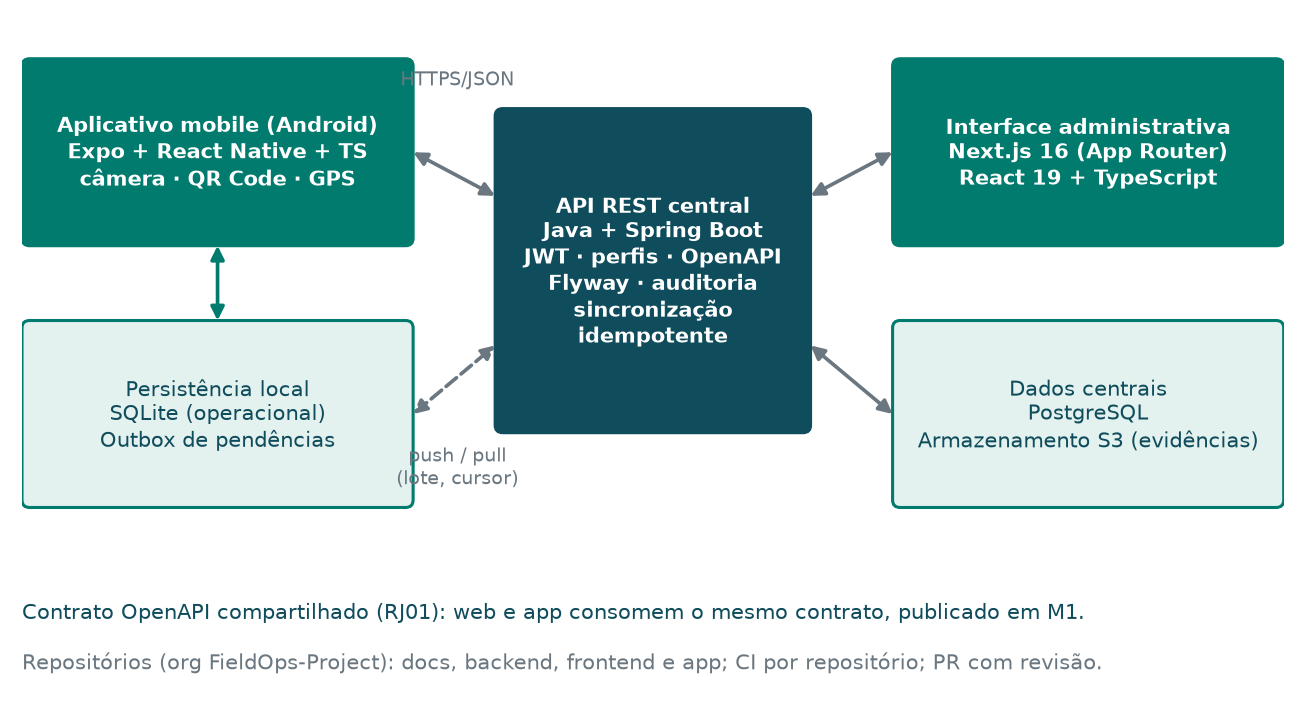 HTTPS/JSON
Aplicativo mobile (Android)
Expo + React Native + TS
câmera · QR Code · GPS
API REST central
Java + Spring Boot
JWT · perfis · OpenAPI
Flyway · auditoria
sincronização
idempotente
Interface administrativa
Next.js 16 (App Router)
React 19 + TypeScript
Persistência local
SQLite (operacional)
Outbox de pendências
push / pull
(lote, cursor)
Dados centrais
PostgreSQL
Armazenamento S3 (evidências)
Contrato OpenAPI compartilhado (RJ01): web e app consomem o mesmo contrato, publicado em M1.
Repositórios (org FieldOps-Project): docs, backend, frontend e app; CI por repositório; PR com revisão.